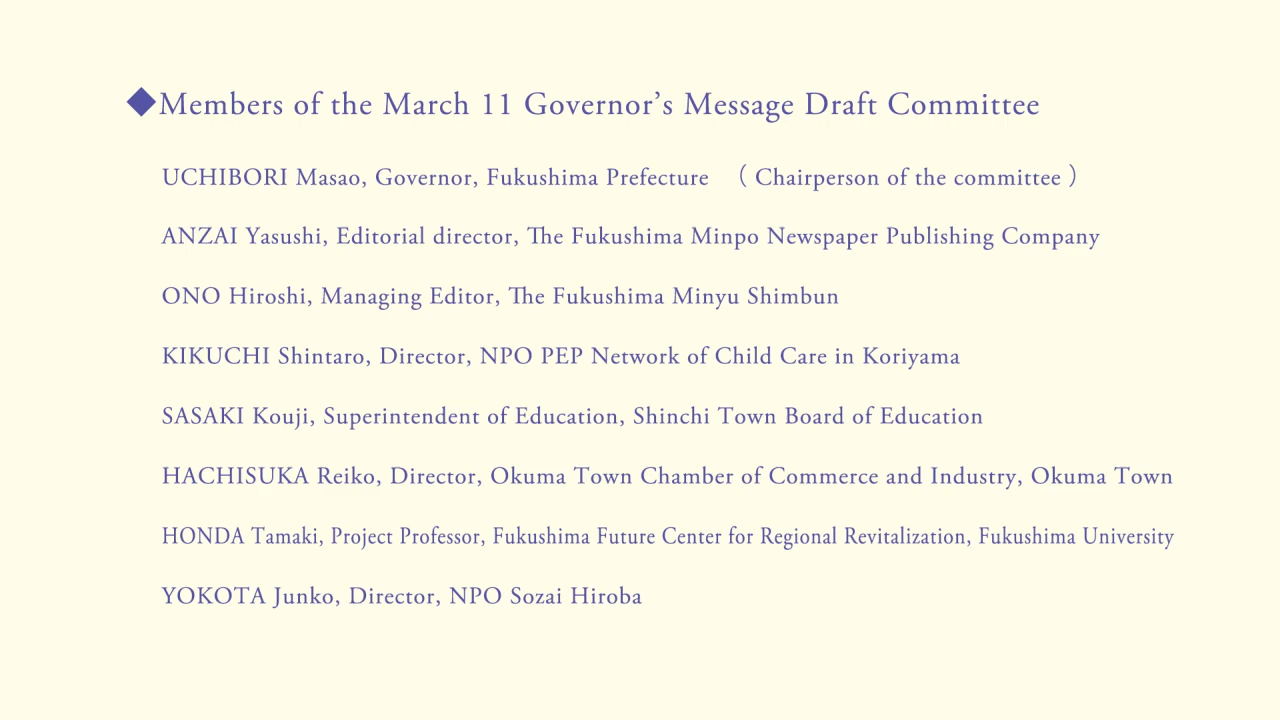 ◆Members of the March 11 Governor’s Message Draft Committee
UCHIBORI Masao, Governor, Fukushima Prefecture （ Chairperson of the committee ）
ANZAI Yasushi, Editorial director, The Fukushima Minpo Newspaper Publishing Company
ONO Hiroshi, Managing Editor, The Fukushima Minyu Shimbun
KIKUCHI Shintaro, Director, NPO PEP Network of Child Care in Koriyama
SASAKI Kouji, Superintendent of Education, Shinchi Town Board of Education
HACHISUKA Reiko, Director, Okuma Town Chamber of Commerce and Industry, Okuma Town
HONDA Tamaki, Project Professor, Fukushima Future Center for Regional Revitalization, Fukushima University
YOKOTA Junko, Director, NPO Sozai Hiroba